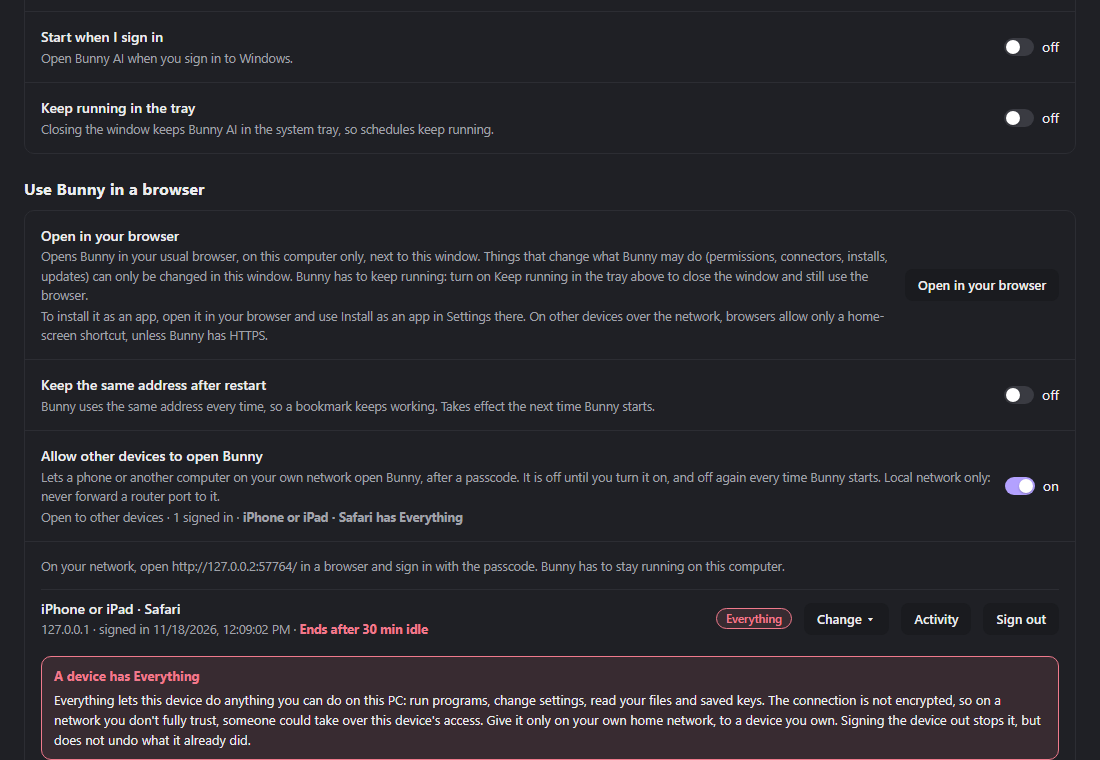 Start when I sign in
off
Open Bunny AI when you sign in to Windows.
Keep running in the tray
off
Closing the window keeps Bunny AI in the system tray, so schedules keep running.
Use Bunny in a browser
Open in your browser
Opens Bunny in your usual browser, on this computer only, next to this window. Things that change what Bunny may do (permissions, connectors, installs,
updates) can only be changed in this window. Bunny has to keep running: turn on Keep running in the tray above to close the window and still use the
browser.
Open in your browser
To install it as an app, open it in your browser and use Install as an app in Settings there. On other devices over the network, browsers allow only a home-
screen shortcut, unless Bunny has HTTPS.
Keep the same address after restart
off
Bunny uses the same address every time, so a bookmark keeps working. Takes effect the next time Bunny starts.
Allow other devices to open Bunny
Lets a phone or another computer on your own network open Bunny, after a passcode. It is off until you turn it on, and off again every time Bunny starts. Local network only:
never forward a router port to it.
on
Open to other devices · 1 signed in · iPhone or iPad · Safari has Everything
On your network, open http://127.0.0.2:57764/ in a browser and sign in with the passcode. Bunny has to stay running on this computer.
iPhone or iPad · Safari
127.0.0.1 · signed in 11/18/2026, 12:09:02 PM · Ends after 30 min idle
Everything
Change
Activity
Sign out
A device has Everything
Everything lets this device do anything you can do on this PC: run programs, change settings, read your files and saved keys. The connection is not encrypted, so on a
network you don't fully trust, someone could take over this device's access. Give it only on your own home network, to a device you own. Signing the device out stops it, but
does not undo what it already did.